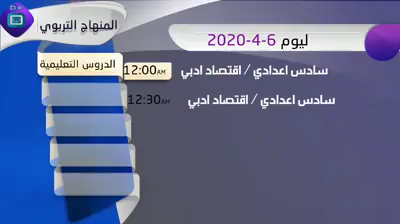 المنهاج التربوي
ليوم 6-4-2020
الدروس التعليمية
12:00AM سادس اعدادي / اقتصاد ادبي
12:30AM سادس اعدادي / اقتصاد ادبي